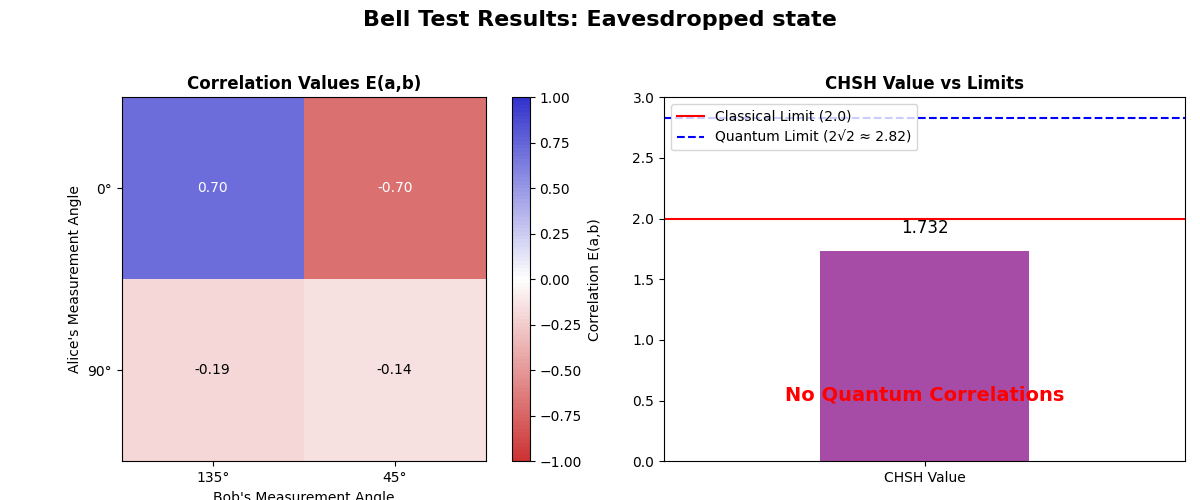 Bell Test Results: Eavesdropped state
Correlation Values E(a,b)
Alice's Measurement Angle
0°
90°
0.70
-0.70
-0.19
-0.14
135°
45°
Bob's Measurement Angle
1.00
0.75
0.50
0.25
0.00
−0.25
−0.50
−0.75
−1.00
Correlation E(a,b)
CHSH Value vs Limits
3.0
2.5
2.0
1.5
1.0
0.5
0.0
Classical Limit (2.0)
Quantum Limit (2√2 ≈ 2.82)
1.732
No Quantum Correlations
CHSH Value